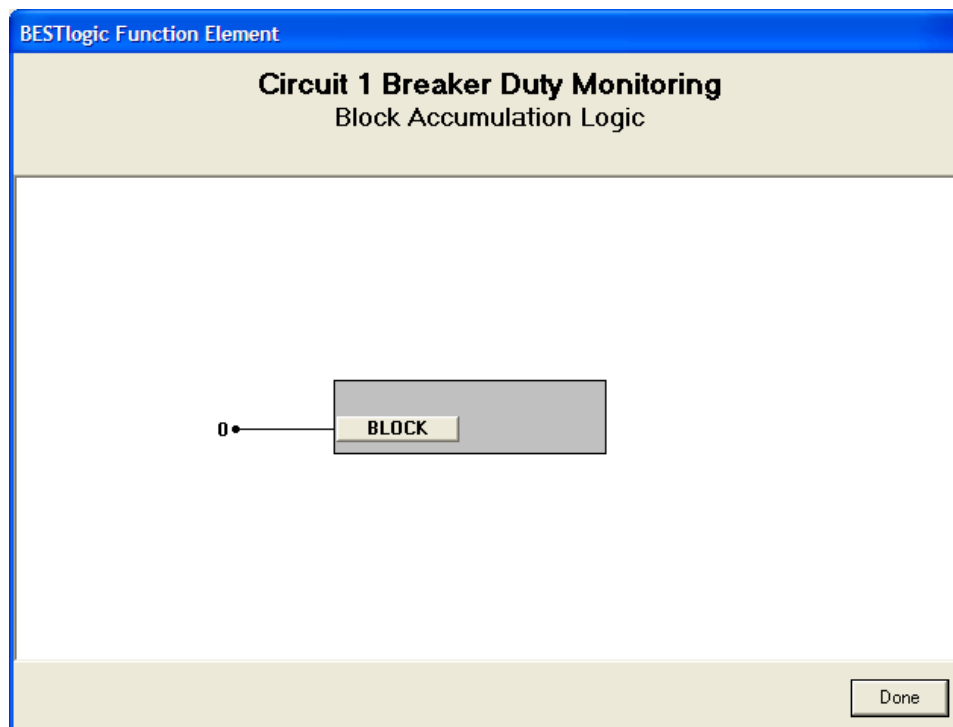 BESTlogic Function Element
Circuit 1 Breaker Duty Monitoring
Block Accumulation Logic
0 BLOCK
Done